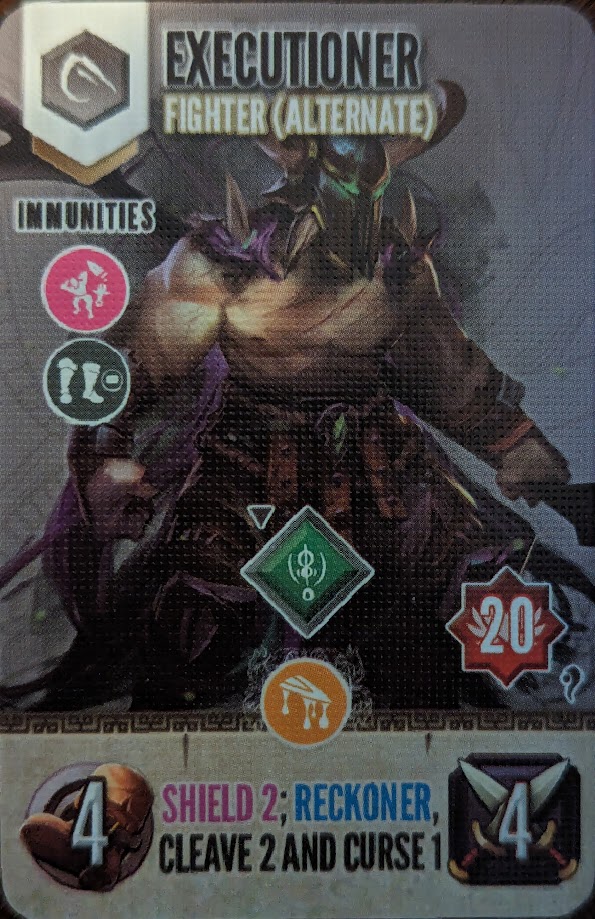 EXECUTIONER
FIGHTER (ALTERNATE)
IMMUNITIES
20
4
SHIELD 2; RECKONER,
CLEAVE 2 AND CURSE 1
4